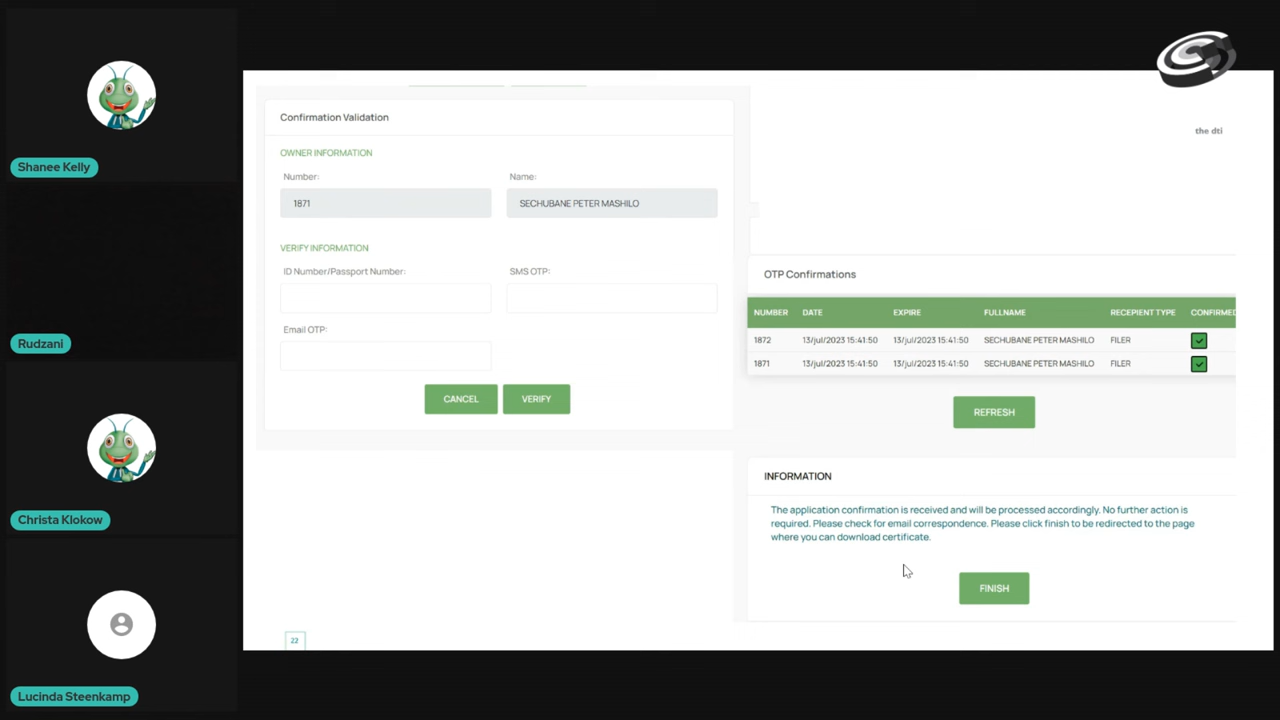 Shanee Kelly
Rudzani
Christa Klokow
Lucinda Steenkamp
Confirmation Validation
OWNER INFORMATION
Number: Name:
1871 SECHUBANE PETER MASHILO
VERIFY INFORMATION
ID Number/Passport Number: SMS OTP:
Email OTP:
CANCEL VERIFY
22
the dti
OTP Confirmations
NUMBER DATE EXPIRE FULLNAME RECEPIENT TYPE CONFIRMED
1872 13/jul/2023 15:41:50 13/jul/2023 15:41:50 SECHUBANE PETER MASHILO FILER
1871 13/jul/2023 15:41:50 13/jul/2023 15:41:50 SECHUBANE PETER MASHILO FILER
REFRESH
INFORMATION
The application confirmation is received and will be processed accordingly. No further action is
required. Please check for email correspondence. Please click finish to be redirected to the page
where you can download certificate.
FINISH